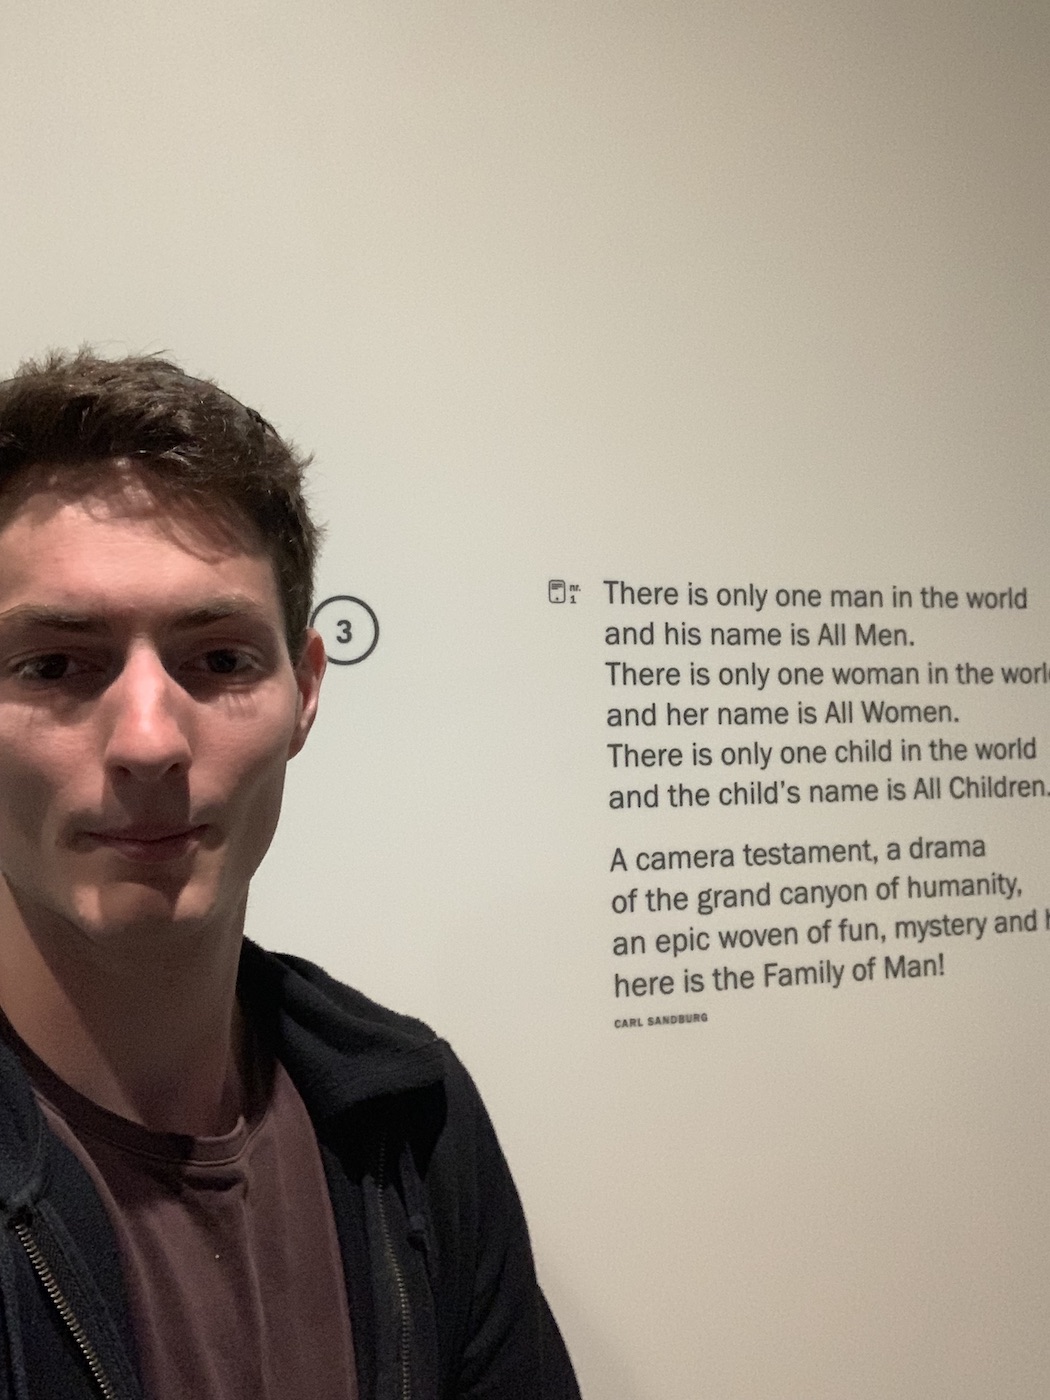 3
nr.
1
There is only one man in the world
and his name is All Men.
There is only one woman in the
and her name is All Women.
There is only one child in the world
and the child's name is All Children.
A camera testament, a drama
of the grand canyon of humanity,
an epic woven of fun, mystery and
here is the Family of Man!
CARL SANDBURG